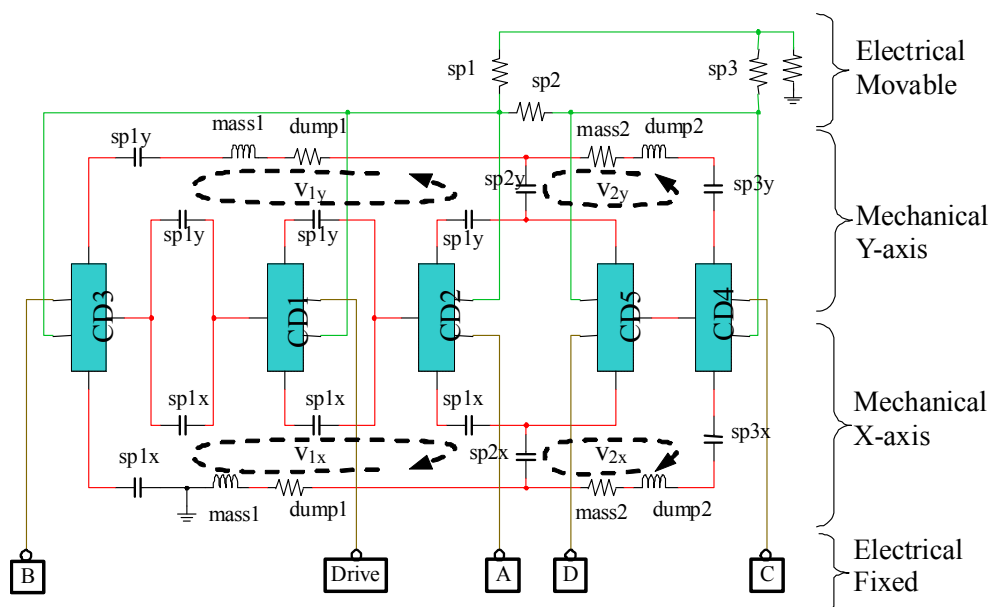 Electrical
Movable
sp1
sp2
sp3
mass1
dump1
mass2
dump2
sp1y
v1y
sp2y
v2y
sp3y
sp1y
sp1y
sp1y
Mechanical
Y-axis
CD3
CD1
CD2
CD5
CD4
sp1x
sp1x
sp1x
Mechanical
X-axis
sp1x
v1x
sp2x
v2x
sp3x
mass1
dump1
mass2
dump2
B
Drive
A
D
C
Electrical
Fixed